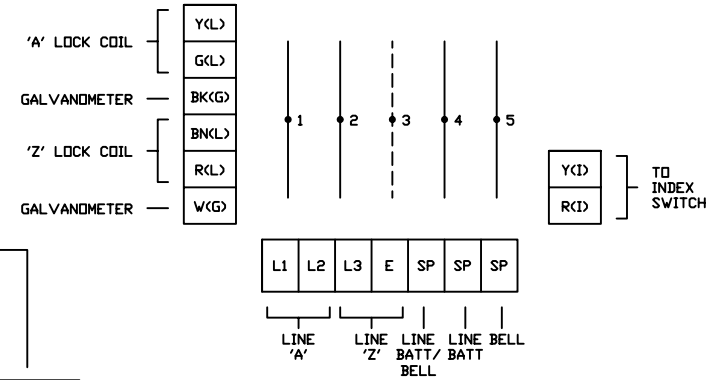 'A' LOCK COIL
GALVANOMETER
'Z' LOCK COIL
GALVANOMETER
Y(L)
G(L)
BK(G)
BN(L)
R(L)
W(G)
1 2 3 4 5
Y(I)
R(I)
TO
INDEX
SWITCH
L1 L2 L3 E SP SP SP
LINE
'A'
LINE
'Z'
LINE
BATT/
BELL
LINE
BATT
BELL